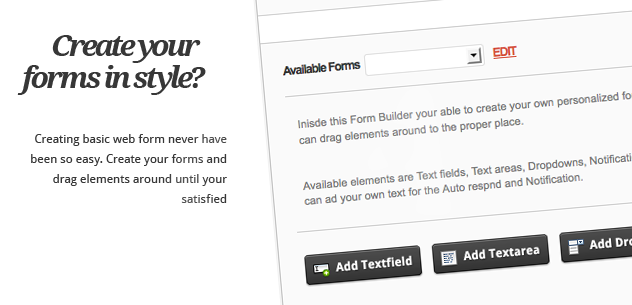 Create your
forms in style?
Creating basic web form never have
been so easy. Create your forms and
drag elements around until your
satisfied
Available Forms EDIT
Inisde this Form Builder your able to create your own personalized fo
can drag elements around to the proper place.
Available elements are Text fields, Text areas, Dropdowns, Notificati
can ad your own text for the Auto respnd and Notification.
Add Textfield Add Textarea Add Dro